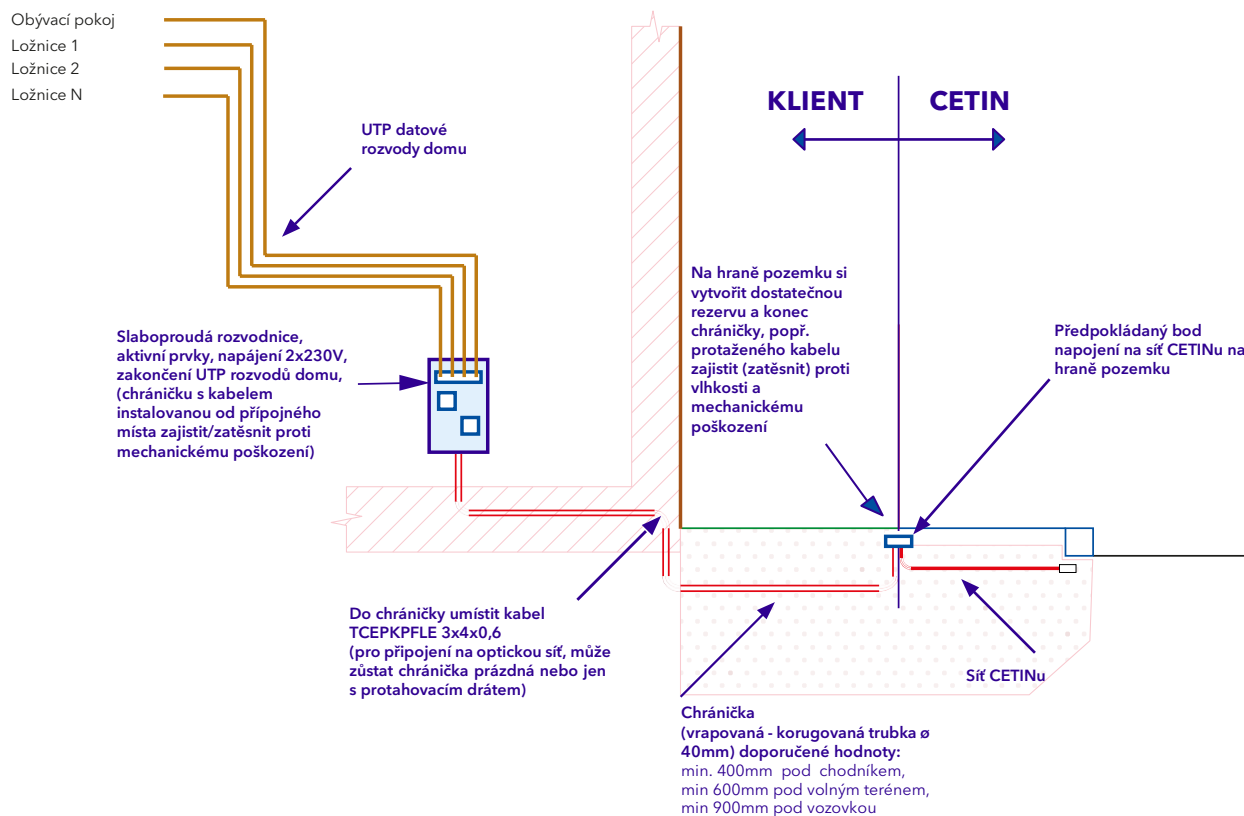 Obývací pokoj
Ložnice 1
Ložnice 2
Ložnice N
UTP datové
rozvody domu
KLIENT
CETIN
Slaboproudá rozvodnice,
aktivní prvky, napájení 2x230V,
zakončení UTP rozvodů domu,
(chráničku s kabelem
instalovanou od přípojného
místa zajistit/zatěsnit proti
mechanickému poškození)
Na hraně pozemku si
vytvořit dostatečnou
rezervu a konec
chráničky, popř.
protaženého kabelu
zajistit (zatěsnit) proti
vlhkosti a
mechanickému
poškození
Předpokládaný bod
napojení na síť CETINu na
hraně pozemku
Do chráničky umístit kabel
TCEPKPFLE 3x4x0,6
(pro připojení na optickou síť, může
zůstat chránička prázdná nebo jen
s protahovacím drátem)
Síť CETINu
Chránička
(vrapovaná - korugovaná trubka ø
40mm) doporučené hodnoty:
min. 400mm pod chodníkem,
min 600mm pod volným terénem,
min 900mm pod vozovkou